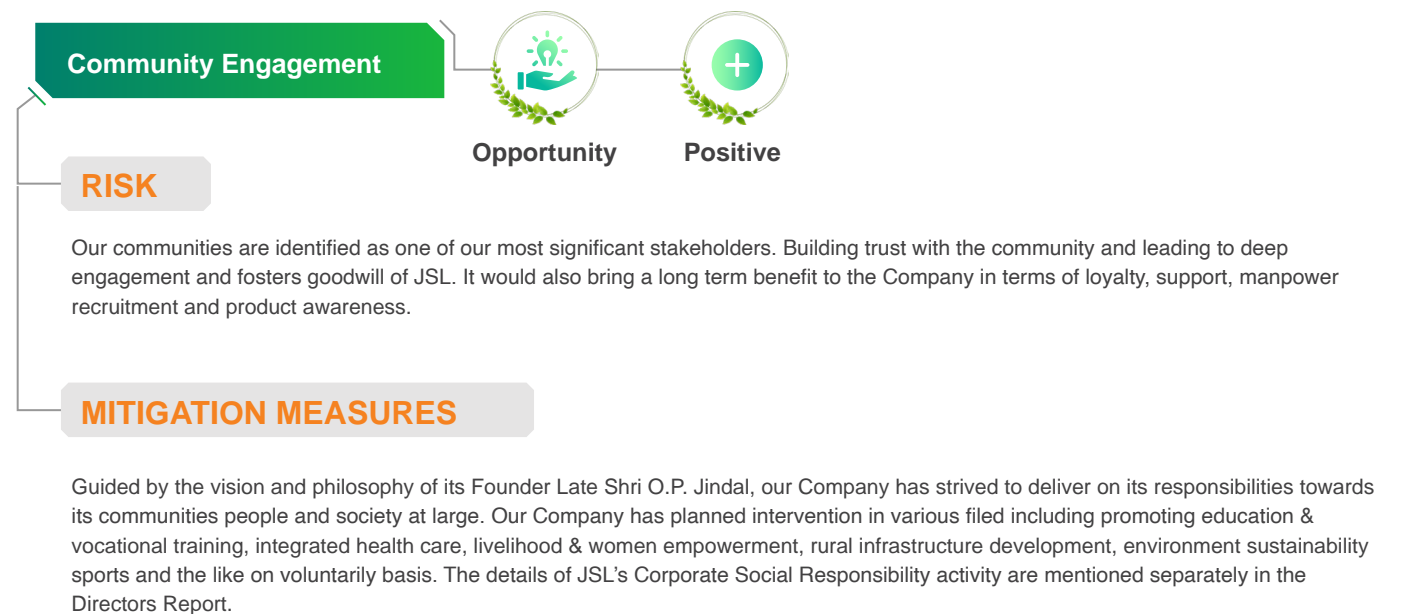 Community Engagement
Opportunity
Positive
RISK
Our communities are identified as one of our most significant stakeholders. Building trust with the community and leading to deep
engagement and fosters goodwill of JSL. It would also bring a long term benefit to the Company in terms of loyalty, support, manpower
recruitment and product awareness.
MITIGATION MEASURES
Guided by the vision and philosophy of its Founder Late Shri O.P. Jindal, our Company has strived to deliver on its responsibilities towards
its communities people and society at large. Our Company has planned intervention in various filed including promoting education &
vocational training, integrated health care, livelihood & women empowerment, rural infrastructure development, environment sustainability
sports and the like on voluntarily basis. The details of JSL's Corporate Social Responsibility activity are mentioned separately in the
Directors Report.